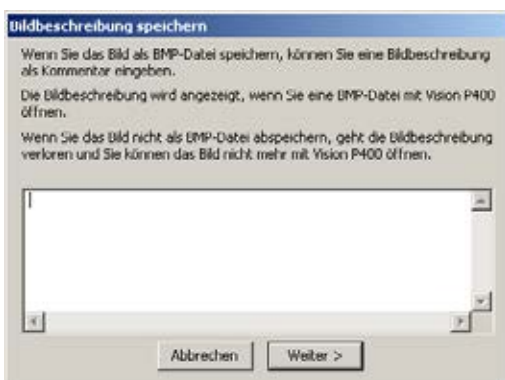 Bildbeschreibung speichern
Wenn Sie das Bild als BMP-Datei speichern, können Sie eine Bildbeschreibung
als Kommentar eingeben.
Die Bildbeschreibung wird angezeigt, wenn Sie eine BMP-Datei mit Vision P400
öffnen.
Wenn Sie das Bild nicht als BMP-Datei abspeichern, geht die Bildbeschreibung
verloren und Sie können das Bild nicht mehr mit Vision P400 öffnen.
Abbrechen Weiter >